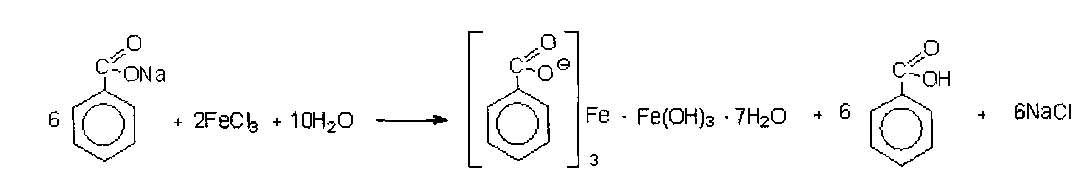 6 C O ONa + 2FeCl₃ + 10H₂O → [ C O O⊖ ]₃ Fe · Fe(OH)₃ · 7H₂O + 6 C O OH + 6NaCl